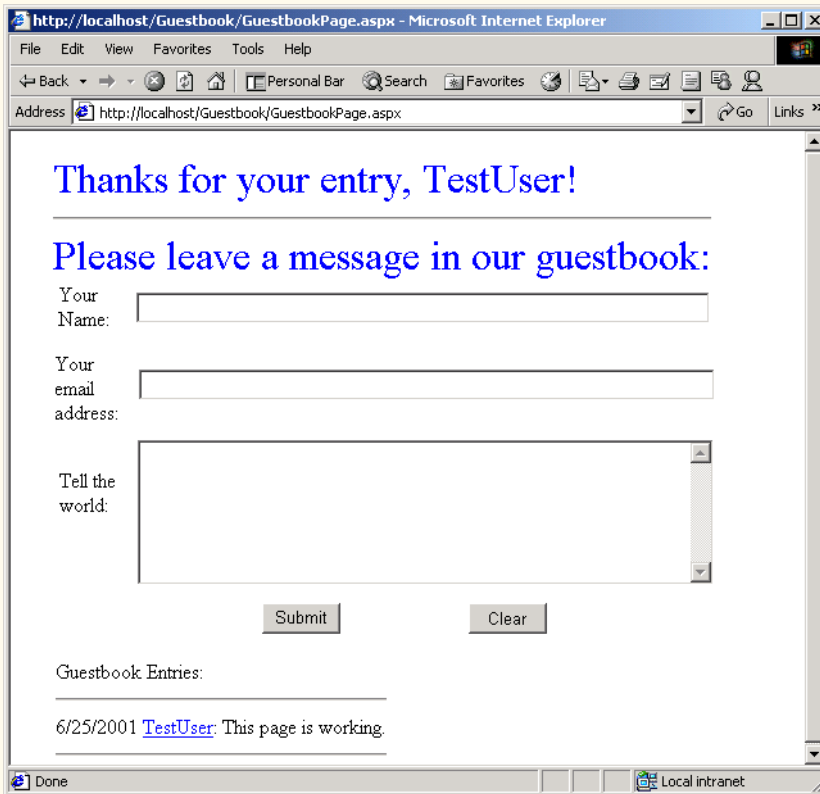 http://localhost/Guestbook/GuestbookPage.aspx - Microsoft Internet Explorer
File Edit View Favorites Tools Help
Back Personal Bar Search Favorites
Address http://localhost/Guestbook/GuestbookPage.aspx Go Links »
Thanks for your entry, TestUser!
Please leave a message in our guestbook:
Your
Name:
Your
email
address:
Tell the
world:
Submit Clear
Guestbook Entries:
6/25/2001 TestUser: This page is working.
Done Local intranet